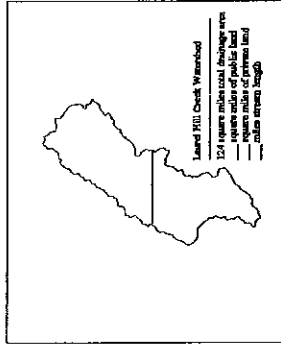 Laurel Hill Creek Watershed
124 square miles total drainage area
square miles of public land
square miles of private land
miles stream length